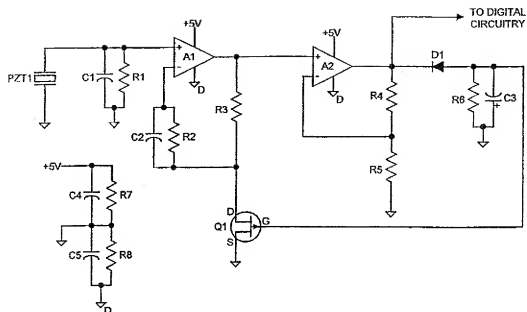 TO DIGITAL
CIRCUITRY
+5V
+5V
A1
A2
D1
PZT1
C1
R1
D
D
R4
R6
C3
+
C2
R2
R3
R5
+5V
C4
R7
D
Q1
G
S
C5
R8
D